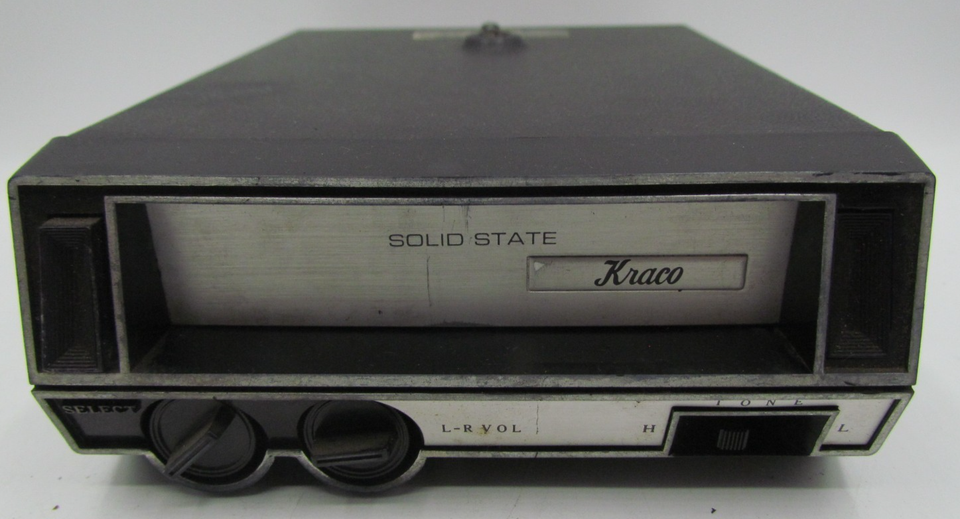 SOLID STATE
Kraco
TONE
SELECT
L-R VOL
H L